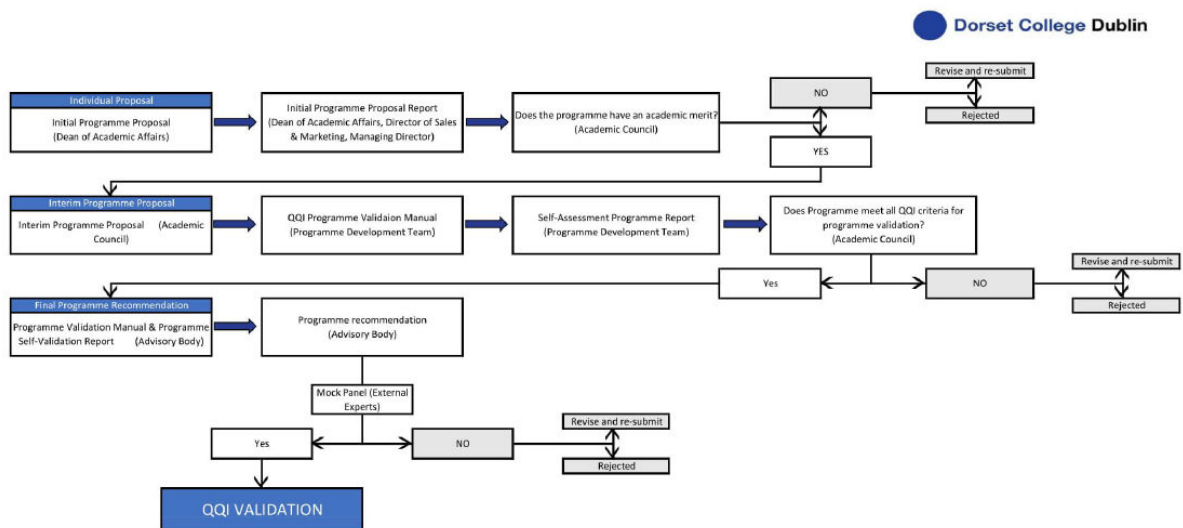 Dorset College Dublin
Revise and re-submit
Individual Proposal
Initial Programme Proposal
(Dean of Academic Affairs)
Initial Programme Proposal Report
(Dean of Academic Affairs, Director of Sales
& Marketing, Managing Director)
Does the programme have an academic merit?
(Academic Council)
NO
Rejected
YES
Interim Programme Proposal
Interim Programme Proposal (Academic
Council)
QQI Programme Validaion Manual
(Programme Development Team)
Self-Assessment Programme Report
(Programme Development Team)
Does Programme meet all QQI criteria for
programme validation?
(Academic Council)
Revise and re-submit
Yes
NO
Rejected
Final Programme Recommendation
Programme Validation Manual & Programme
Self-Validation Report (Advisory Body)
Programme recommendation
(Advisory Body)
Mock Panel (External
Experts)
Revise and re-submit
Yes
NO
Rejected
QQI VALIDATION